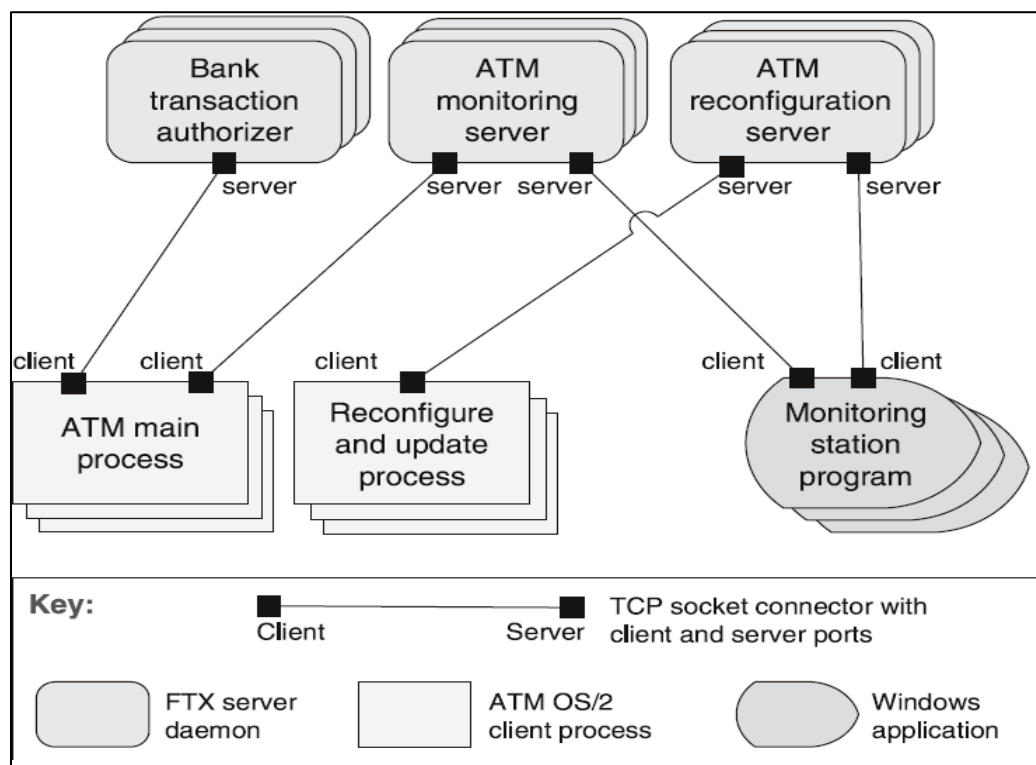 Bank
transaction
authorizer
ATM
monitoring
server
ATM
reconfiguration
server
server
server
server
server
server
client
client
client
client
client
ATM main
process
Reconfigure
and update
process
Monitoring
station
program
Key:
Client
Server
TCP socket connector with
client and server ports
FTX server
daemon
ATM OS/2
client process
Windows
application